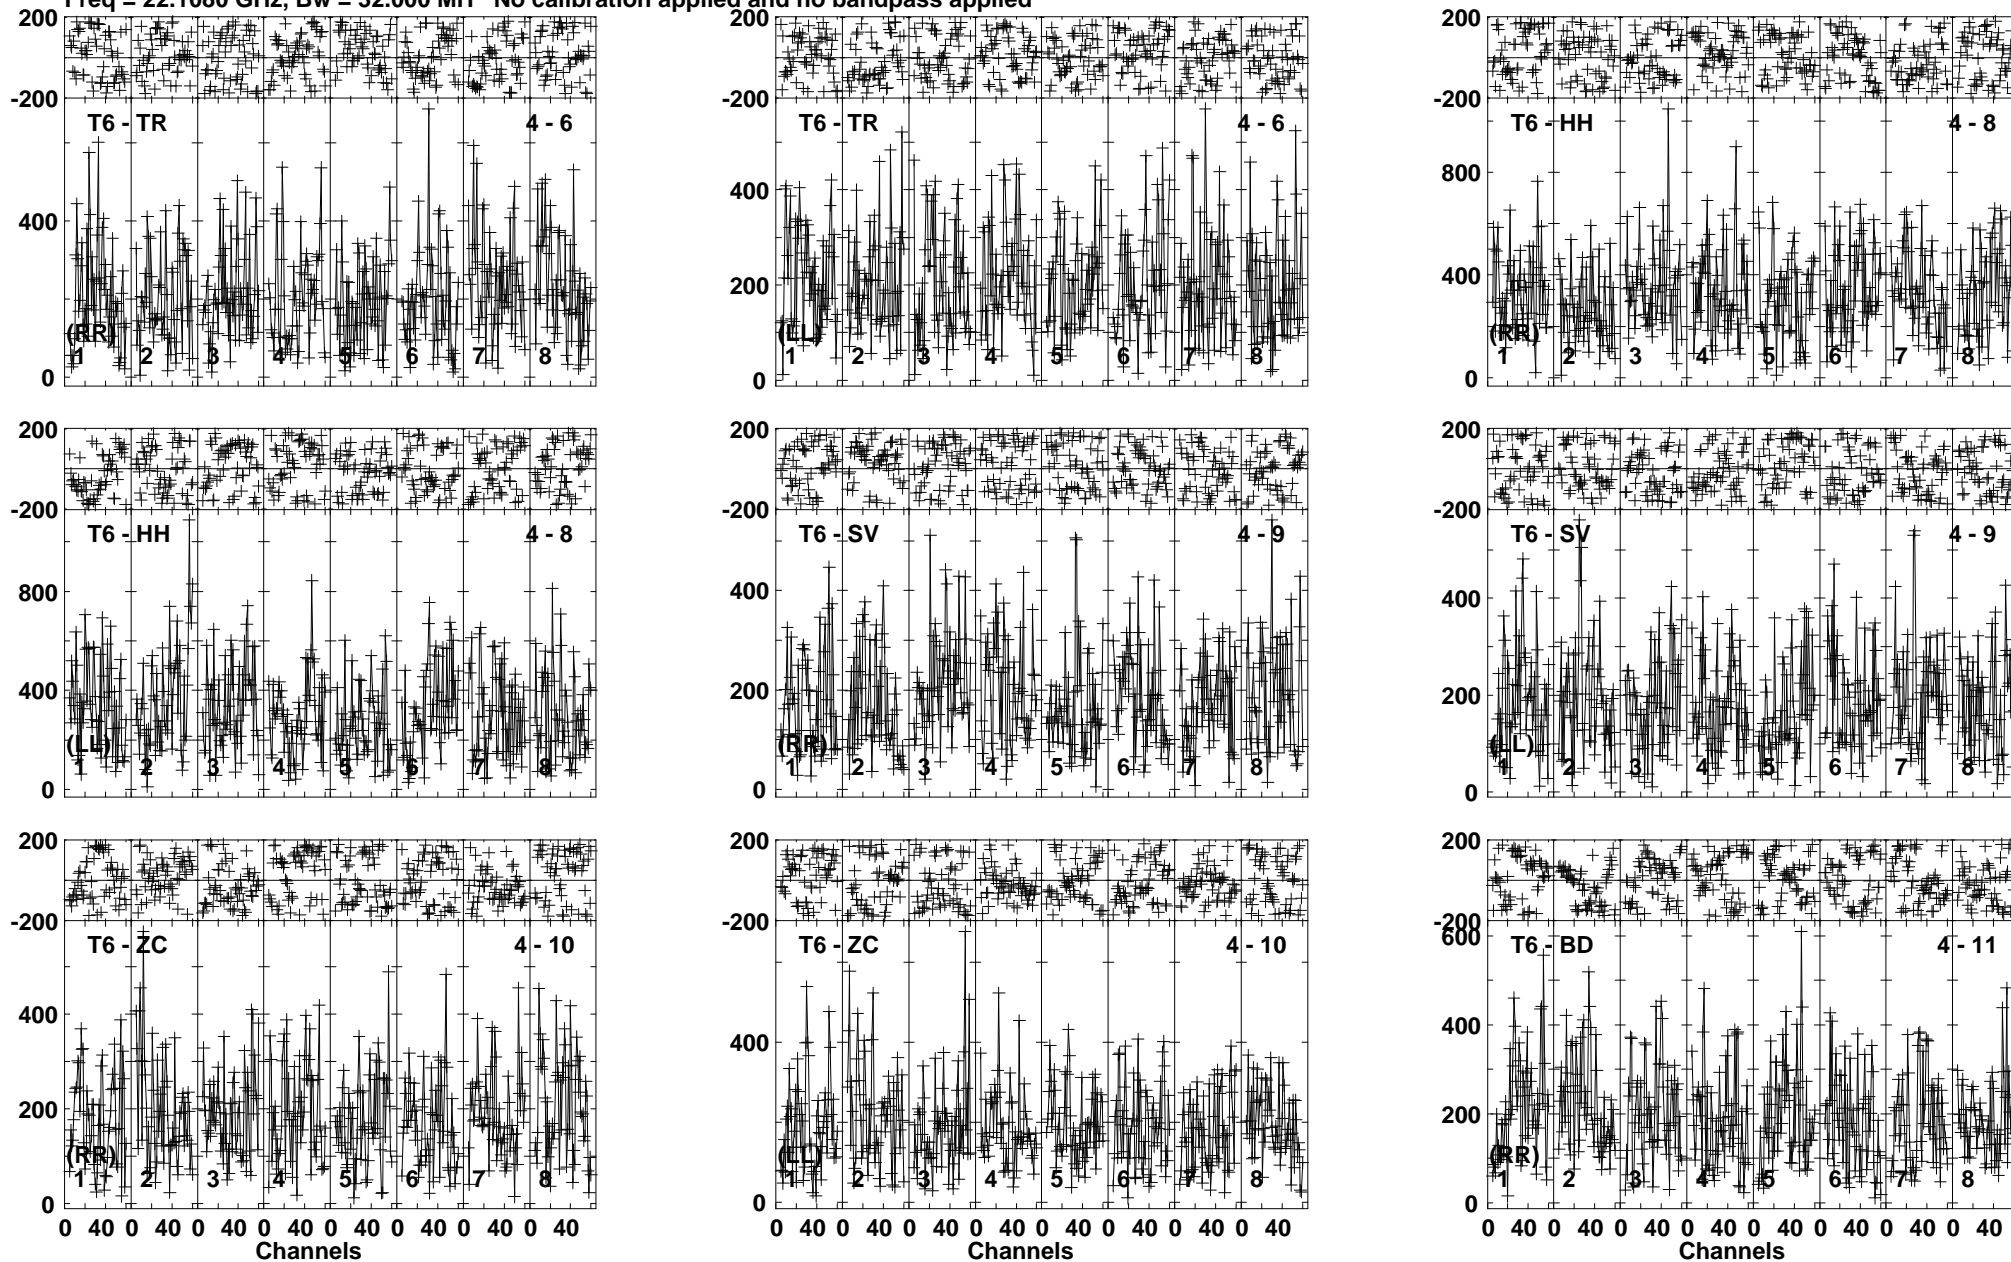 Freq = 22.1080 GHz, Bw = 32.000 MH No calibration applied and no bandpass applied
200 200 200
-200 -200 -200
T6 - TR 4 - 6 T6 - TR 4 - 6 T6 - HH 4 - 8
800
400 400 400
200
(RR) (LL) (RR)
1 2 3 4 5 6 7 8 1 2 3 4 5 6 7 8 1 2 3 4 5 6 7 8
0 0 0
200 200 200
-200 -200 -200
T6 - HH 4 - 8 T6 - SV 4 - 9 T6 - SV 4 - 9
800 400 400
400 200 200
(LL) (RR) (LL)
1 2 3 4 5 6 7 8 1 2 3 4 5 6 7 8 1 2 3 4 5 6 7 8
0 0 0
200 200 200
-200 -200 -200
600
T6 - ZC 4 - 10 T6 - ZC 4 - 10 T6 - BD 4 - 11
400 400 400
200 200
(RR) (LL) (RR)
1 2 3 4 5 6 7 8 1 2 3 4 5 6 7 8 1 2 3 4 5 6 7 8
0 0 0
0 40 0 40 0 40 0 40 0 40 0 40 0 40 0 40 0 40 0 40 0 40 0 40 0 40 0 40 0 40 0 40 0 40 0 40 0 40 0 40 0 40 0 40 0 40 0 40
Channels Channels